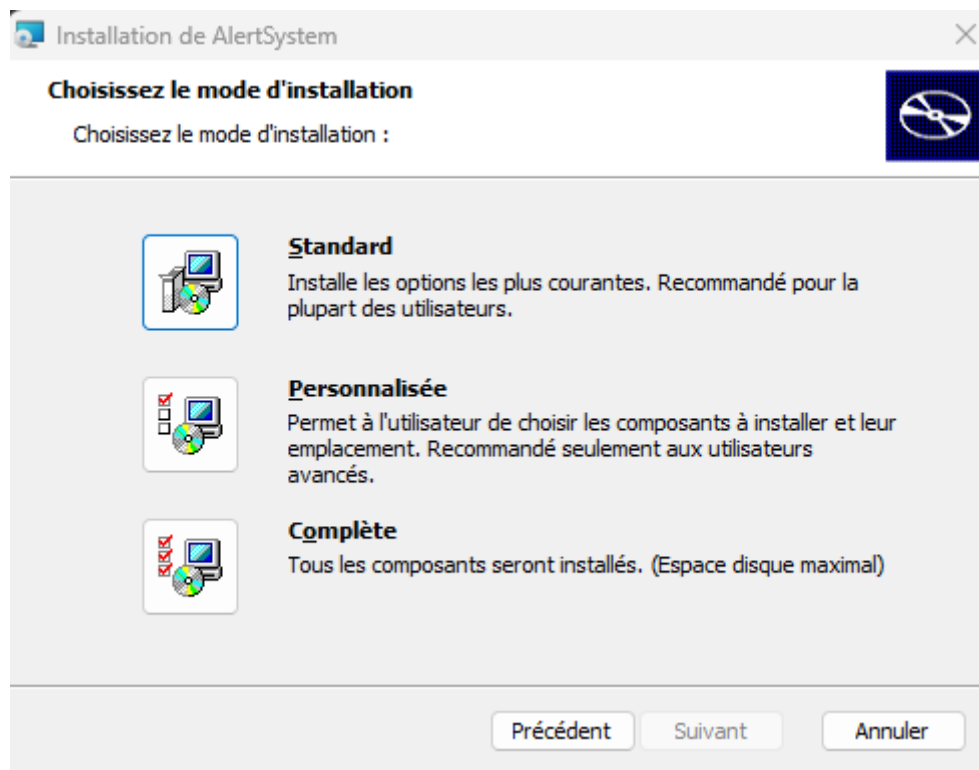 Installation de AlertSystem
Choisissez le mode d'installation
Choisissez le mode d'installation :
Standard
Installe les options les plus courantes. Recommandé pour la
plupart des utilisateurs.
Personnalisée
Permet à l'utilisateur de choisir les composants à installer et leur
emplacement. Recommandé seulement aux utilisateurs
avancés.
Complète
Tous les composants seront installés. (Espace disque maximal)
Précédent Suivant Annuler